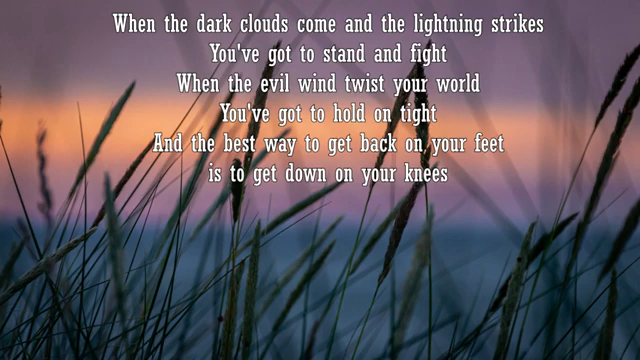 When the dark clouds come and the lightning strikes
You've got to stand and fight
When the evil wind twist your world
You've got to hold on tight
And the best way to get back on your feet
is to get down on your knees